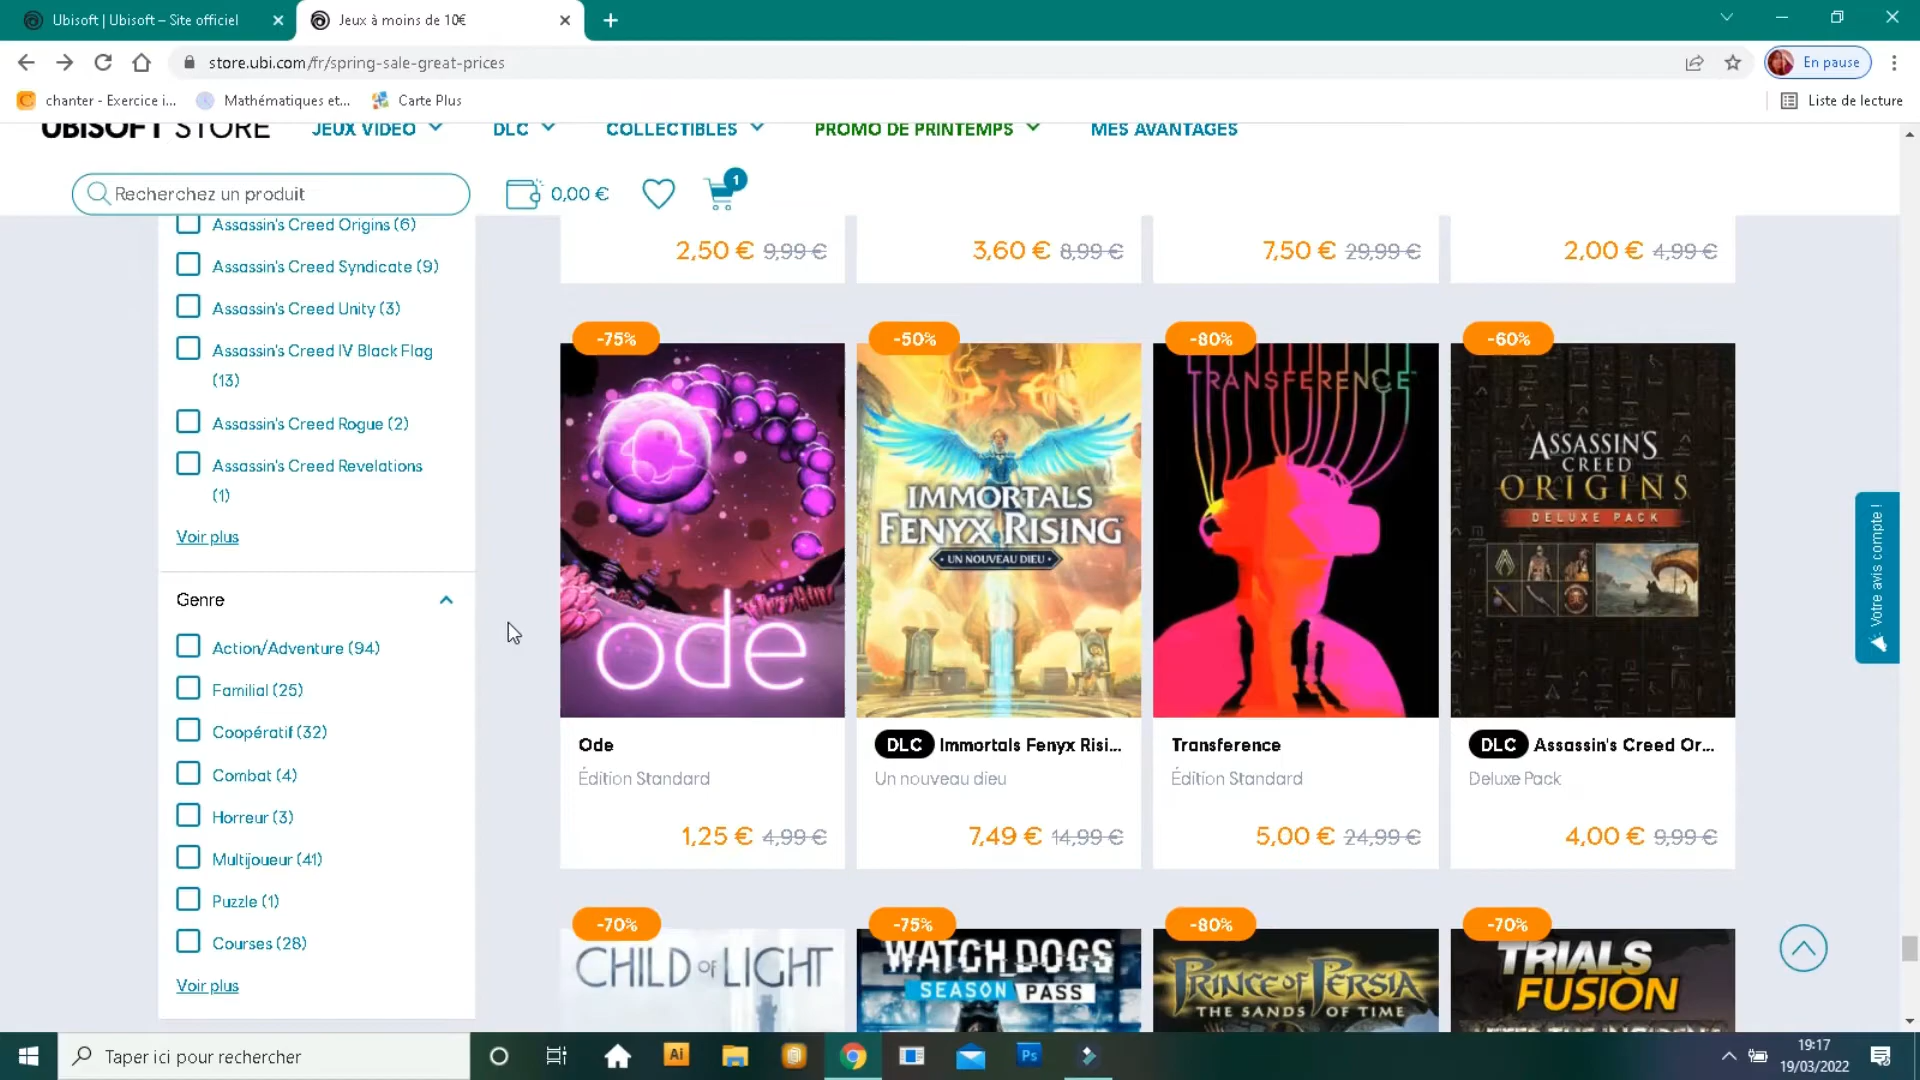 Ubisoft | Ubisoft – Site officiel
Jeux à moins de 10€
store.ubi.com/fr/spring-sale-great-prices
En pause
chanter - Exercice i...
Mathématiques et...
Carte Plus
Liste de lecture
UBISOFT STORE
JEUX VIDÉO
DLC
COLLECTIBLES
PROMO DE PRINTEMPS
MES AVANTAGES
Recherchez un produit
0,00 €
1
Assassin's Creed Origins (6)
Assassin's Creed Syndicate (9)
Assassin's Creed Unity (3)
Assassin's Creed IV Black Flag
(13)
Assassin's Creed Rogue (2)
Assassin's Creed Revelations
(1)
Voir plus
Genre
Action/Adventure (94)
Familial (25)
Coopératif (32)
Combat (4)
Horreur (3)
Multijoueur (41)
Puzzle (1)
Courses (28)
Voir plus
2,50 € 9,99 €
3,60 € 8,99 €
7,50 € 29,99 €
2,00 € 4,99 €
-75%
ode
Ode
Édition Standard
1,25 € 4,99 €
-50%
IMMORTALS
FENYX RISING
UN NOUVEAU DIEU
DLC Immortals Fenyx Risi...
Un nouveau dieu
7,49 € 14,99 €
-80%
TRANSFERENCE
Transference
Édition Standard
5,00 € 24,99 €
-60%
ASSASSIN'S
CREED
ORIGINS
DELUXE PACK
DLC Assassin's Creed Or...
Deluxe Pack
4,00 € 9,99 €
-70%
CHILD OF LIGHT
-75%
WATCH_DOGS
SEASON PASS
-80%
PRINCE OF PERSIA
THE SANDS OF TIME
-70%
TRIALS
FUSION
Votre avis compte !
Taper ici pour rechercher
Ai
Ps
19:17
19/03/2022